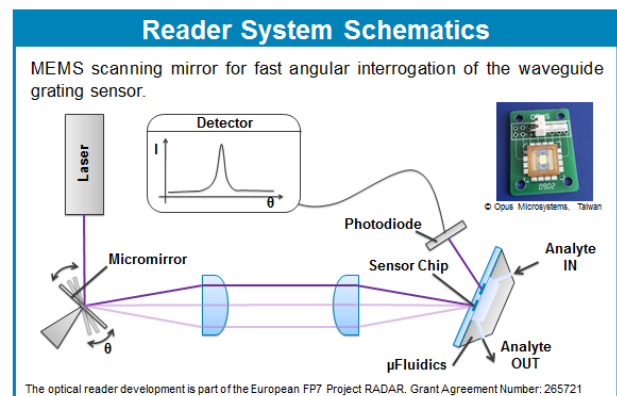 Reader System Schematics
MEMS scanning mirror for fast angular interrogation of the waveguide
grating sensor.
Detector
I
θ
Laser
OPUS
0902
© Opus Microsystems, Taiwan
Photodiode
Micromirror
Sensor Chip
Analyte
IN
θ
µFluidics
Analyte
OUT
The optical reader development is part of the European FP7 Project RADAR. Grant Agreement Number: 265721